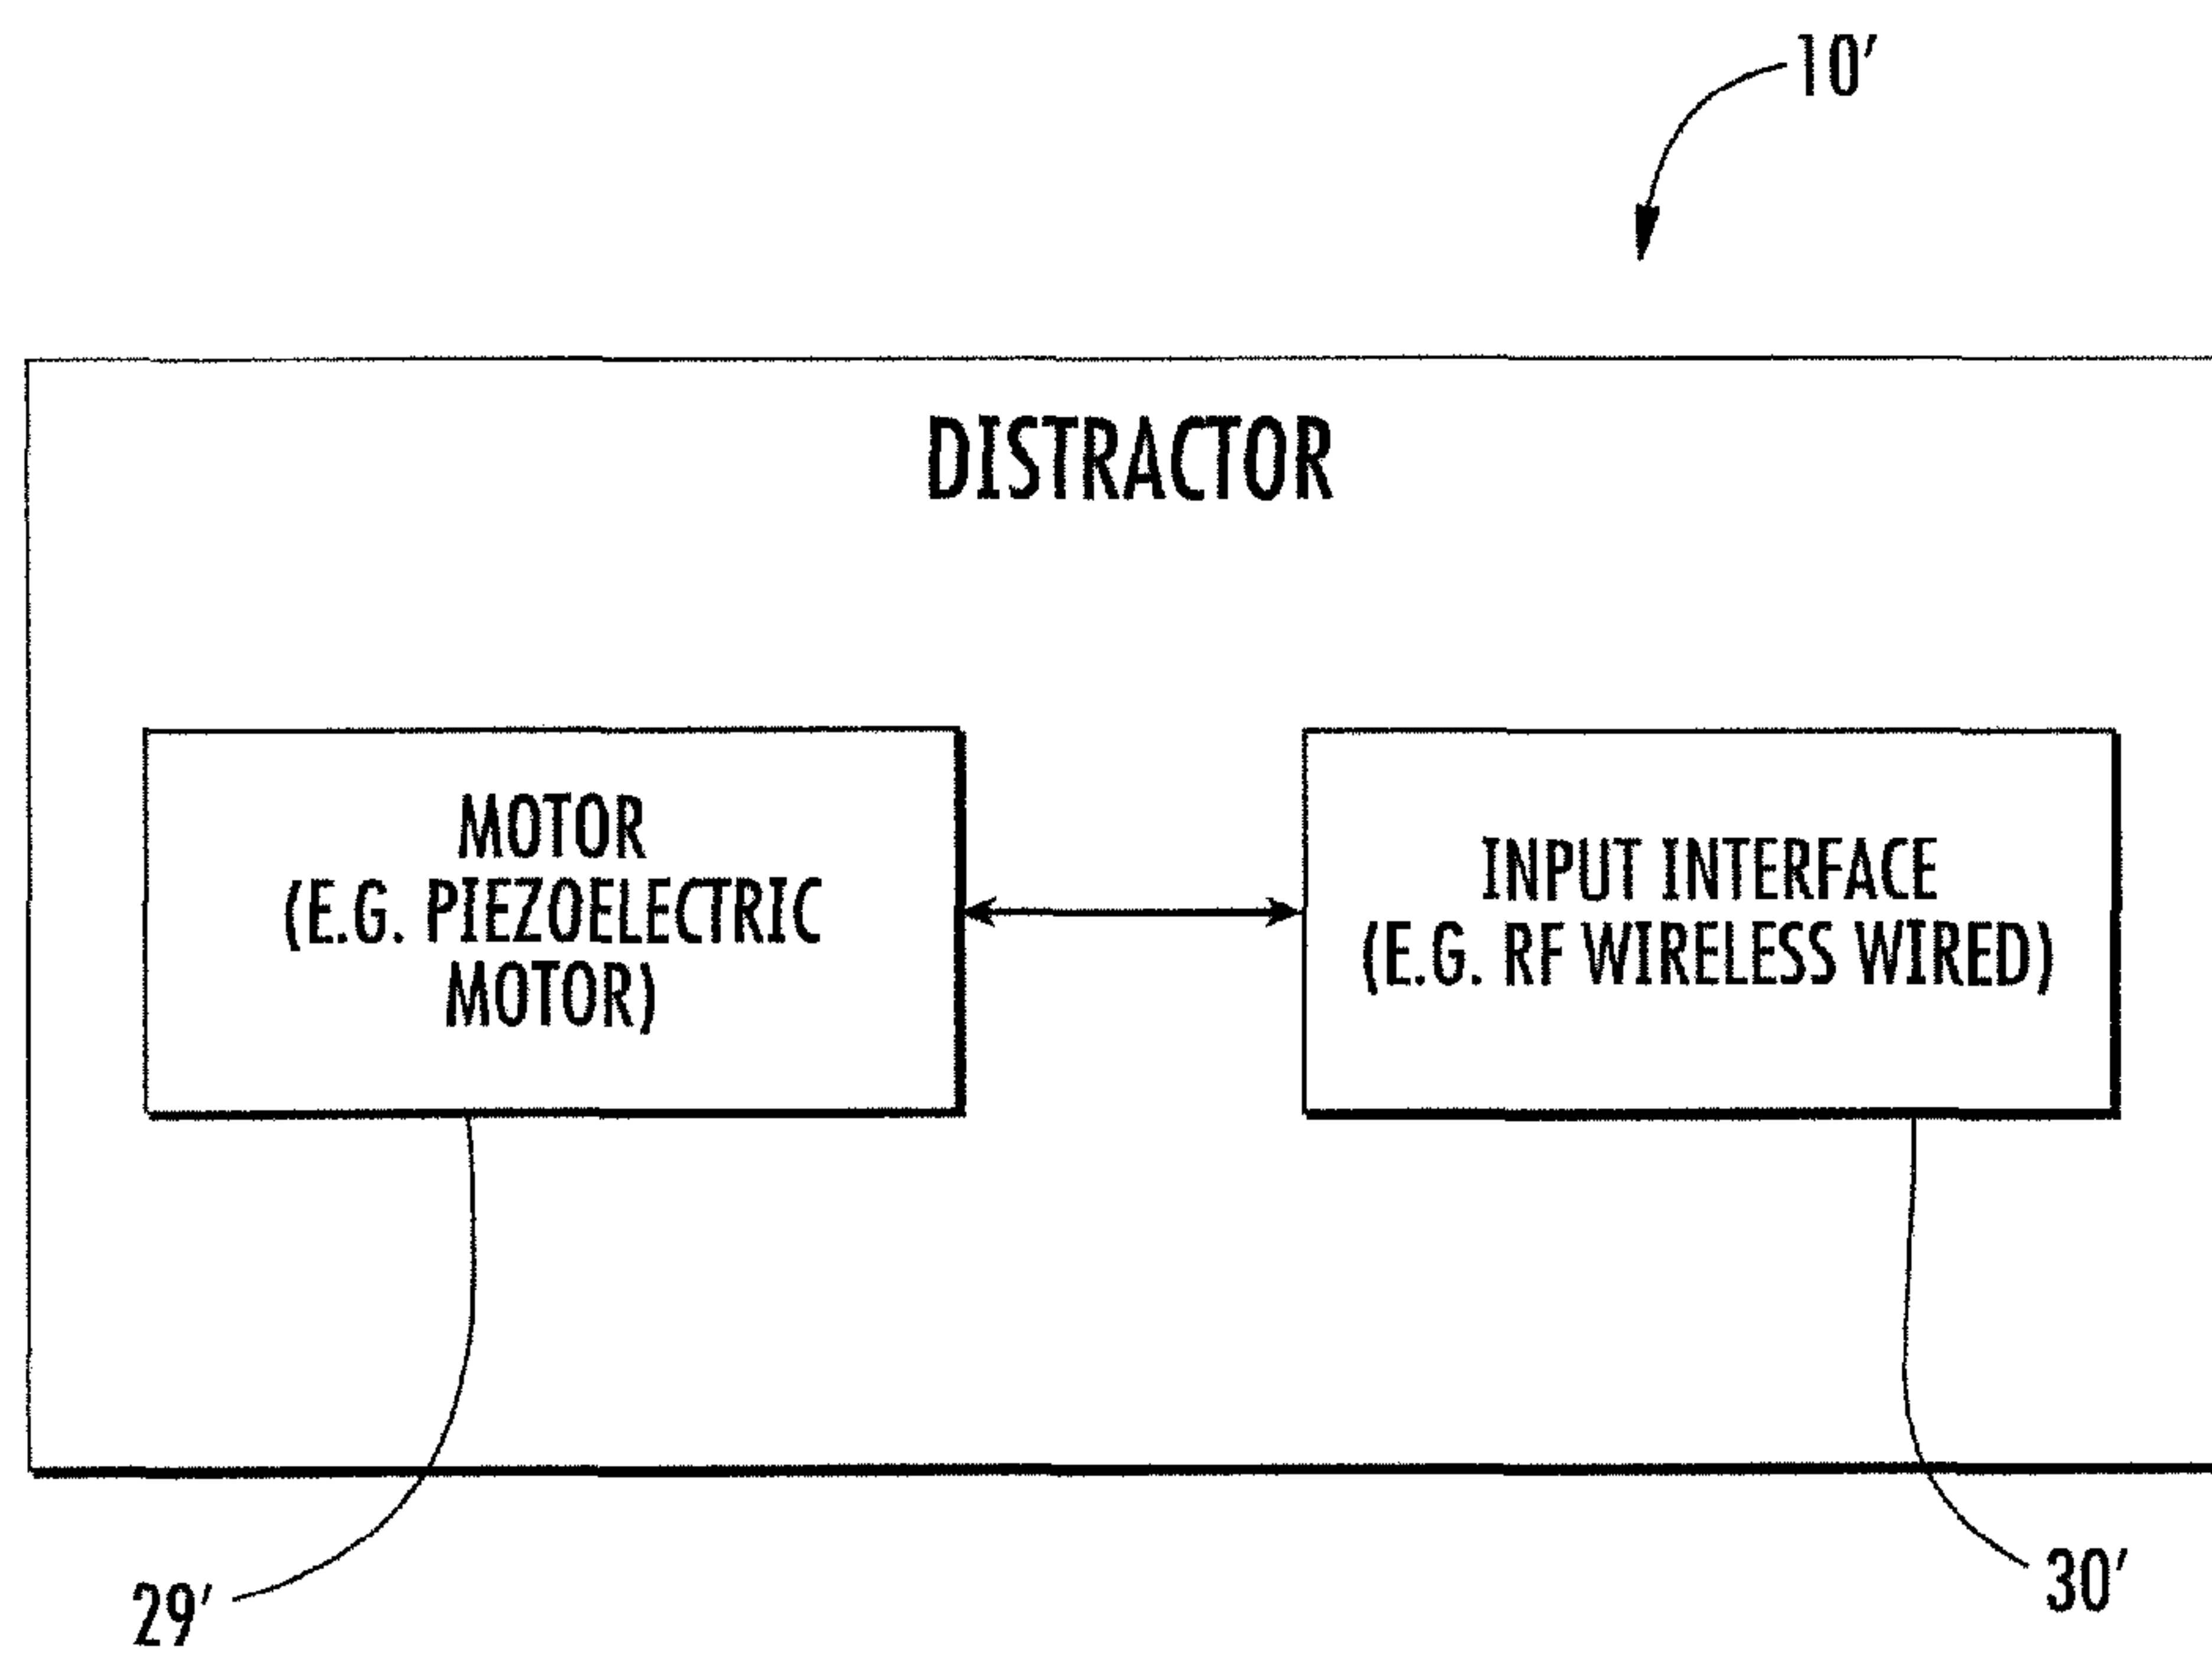 10'
DISTRACTOR
MOTOR
(E.G. PIEZOELECTRIC
MOTOR)
INPUT INTERFACE
(E.G. RF WIRELESS WIRED)
29'
30'